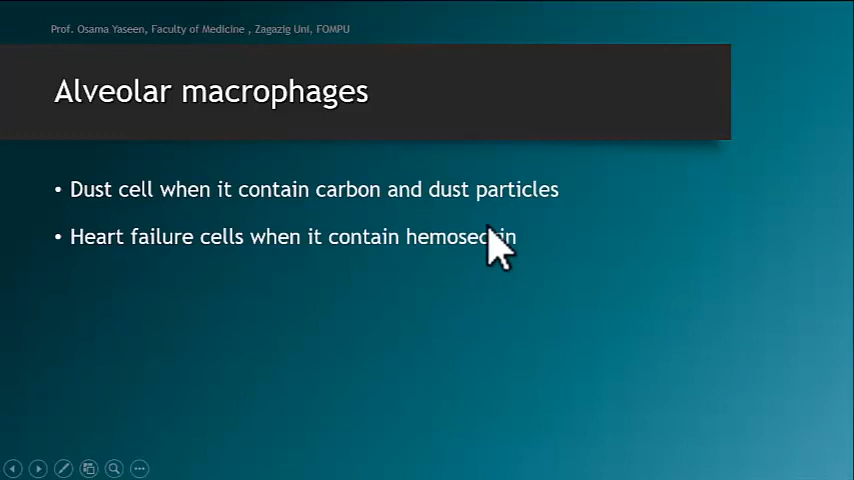 Prof. Osama Yaseen, Faculty of Medicine , Zagazig Uni, FOMPU
Alveolar macrophages
• Dust cell when it contain carbon and dust particles
• Heart failure cells when it contain